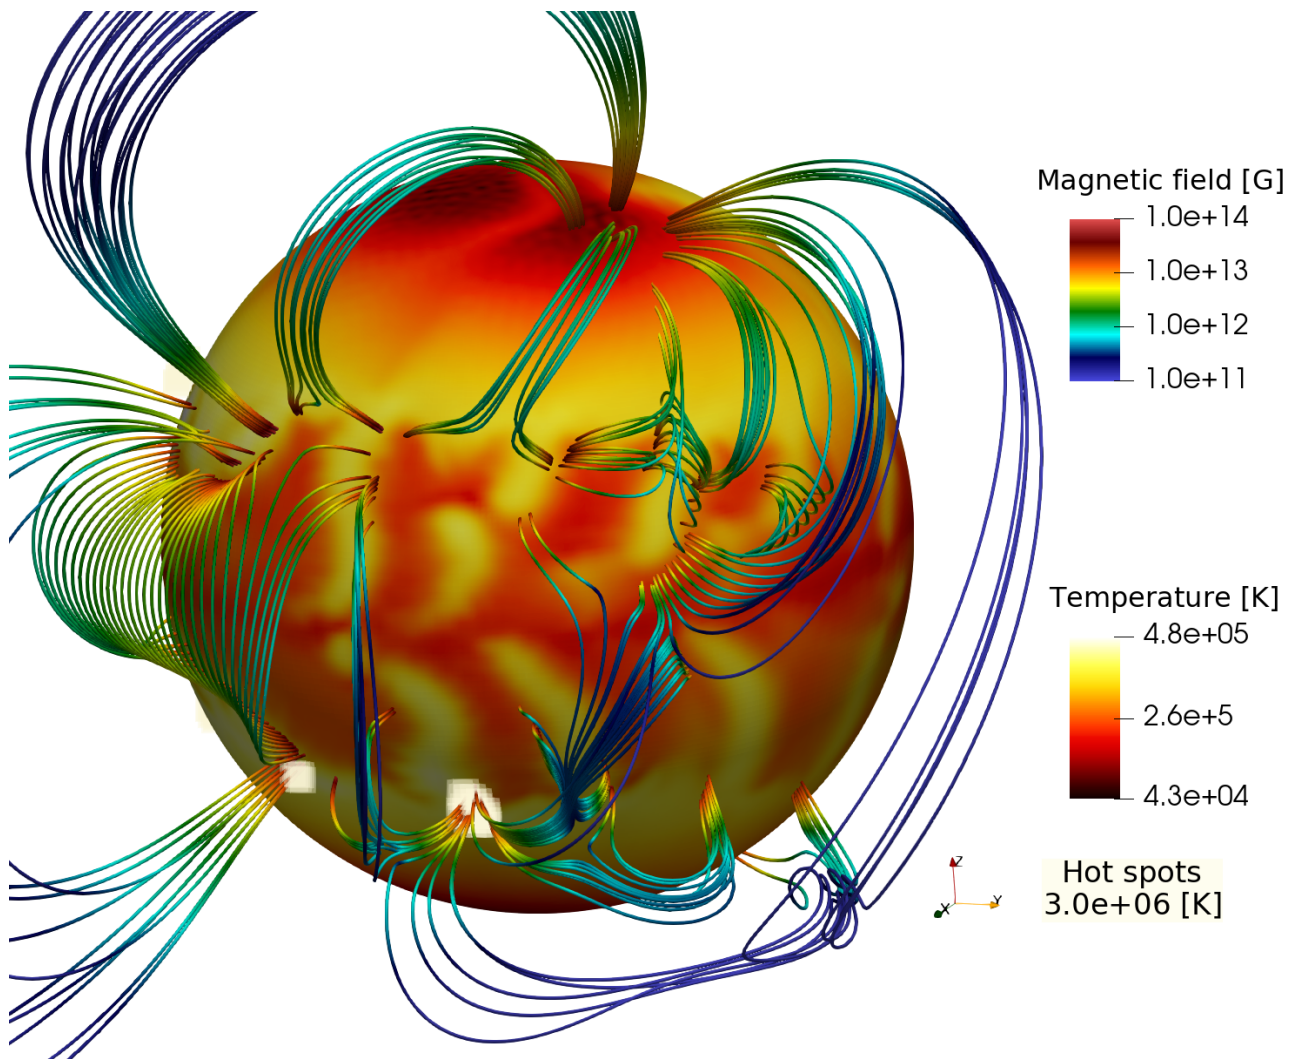 Magnetic field [G]
1.0e+14
1.0e+13
1.0e+12
1.0e+11
Temperature [K]
4.8e+05
2.6e+5
4.3e+04
Z
X
Y
Hot spots
3.0e+06 [K]